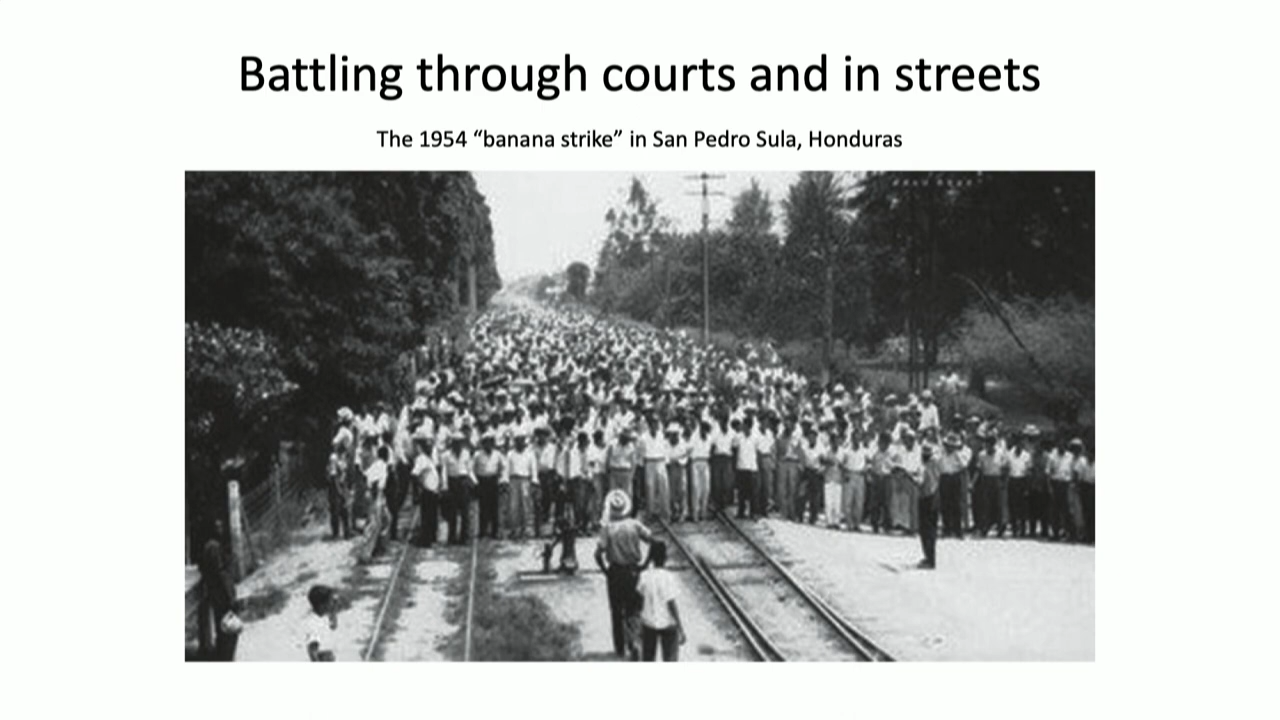 Battling through courts and in streets
The 1954 “banana strike” in San Pedro Sula, Honduras